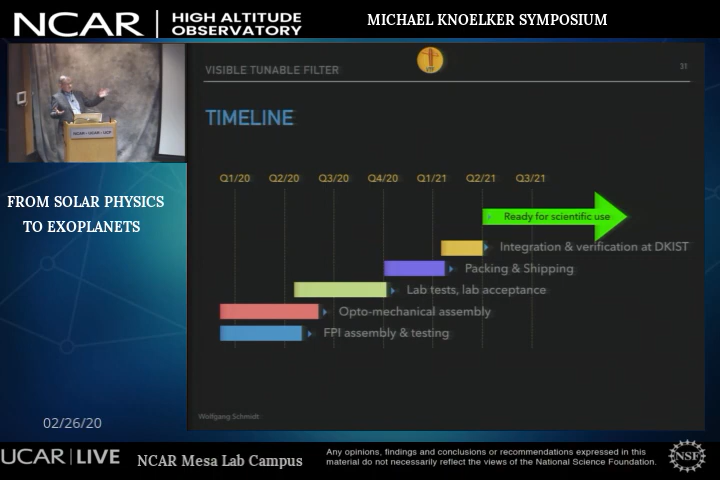 NCAR
HIGH ALTITUDE
OBSERVATORY
MICHAEL KNOELKER SYMPOSIUM
VISIBLE TUNABLE FILTER
VTF
31
TIMELINE
FROM SOLAR PHYSICS
TO EXOPLANETS
Q1/20 Q2/20 Q3/20 Q4/20 Q1/21 Q2/21 Q3/21
Ready for scientific use
Integration & verification at DKIST
Packing & Shipping
Lab tests, lab acceptance
Opto-mechanical assembly
FPI assembly & testing
Wolfgang Schmidt
02/26/20
UCAR | LIVE
NCAR Mesa Lab Campus
Any opinions, findings and conclusions or recommendations expressed in this
material do not necessarily reflect the views of the National Science Foundation.
NSF